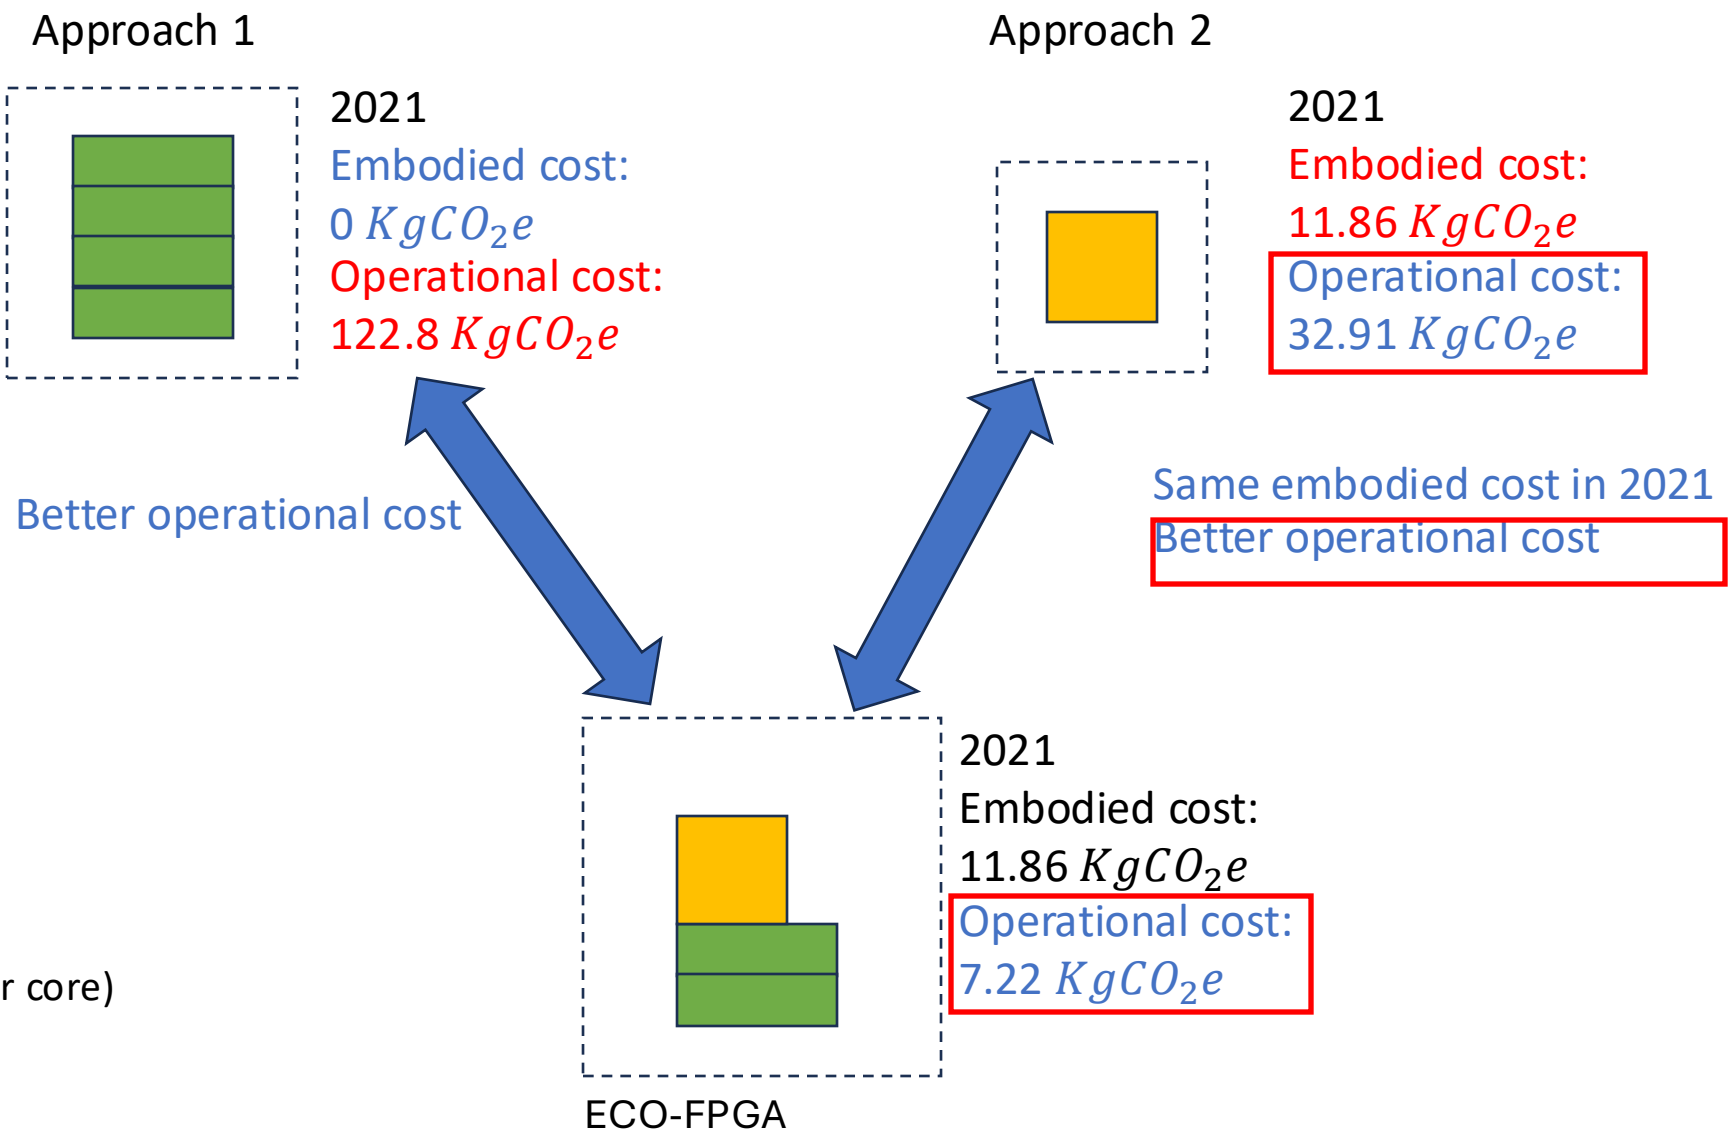 Approach 1
2021
Embodied cost:
0 KgCO₂e
Operational cost:
122.8 KgCO₂e
Approach 2
2021
Embodied cost:
11.86 KgCO₂e
Operational cost:
32.91 KgCO₂e
Better operational cost
Same embodied cost in 2021
Better operational cost
2021
Embodied cost:
11.86 KgCO₂e
Operational cost:
7.22 KgCO₂e
r core)
ECO-FPGA